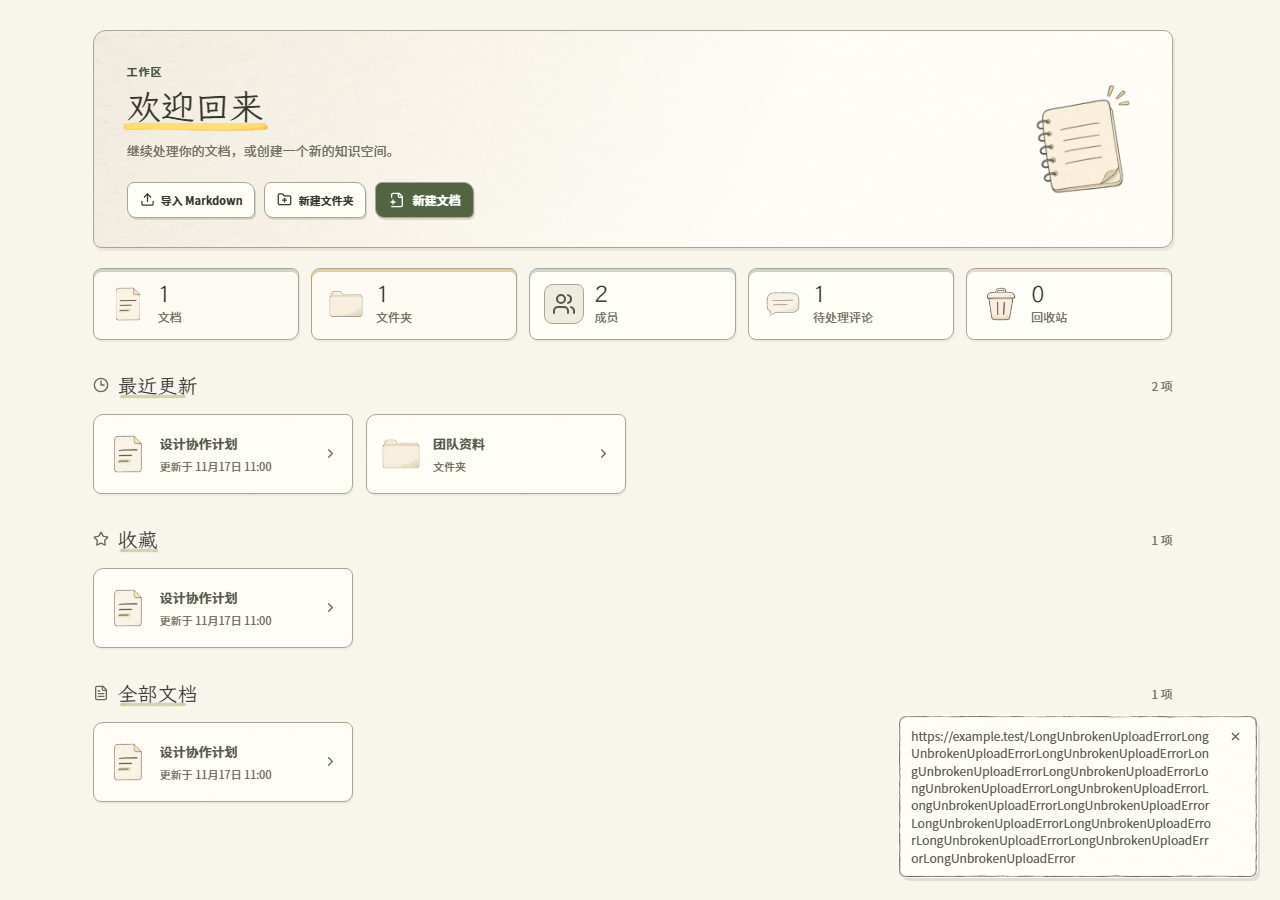 工作区
欢迎回来
继续处理你的文档，或创建一个新的知识空间。
导入 Markdown
新建文件夹
新建文档
1
文档
1
文件夹
2
成员
1
待处理评论
0
回收站
最近更新
2 项
设计协作计划
更新于 11月17日 11:00
团队资料
文件夹
收藏
1 项
设计协作计划
更新于 11月17日 11:00
全部文档
1 项
设计协作计划
更新于 11月17日 11:00
https://example.test/LongUnbrokenUploadErrorLong
UnbrokenUploadErrorLongUnbrokenUploadErrorLon
gUnbrokenUploadErrorLongUnbrokenUploadErrorLo
ngUnbrokenUploadErrorLongUnbrokenUploadErrorL
ongUnbrokenUploadErrorLongUnbrokenUploadError
LongUnbrokenUploadErrorLongUnbrokenUploadErro
rLongUnbrokenUploadErrorLongUnbrokenUploadErr
orLongUnbrokenUploadError